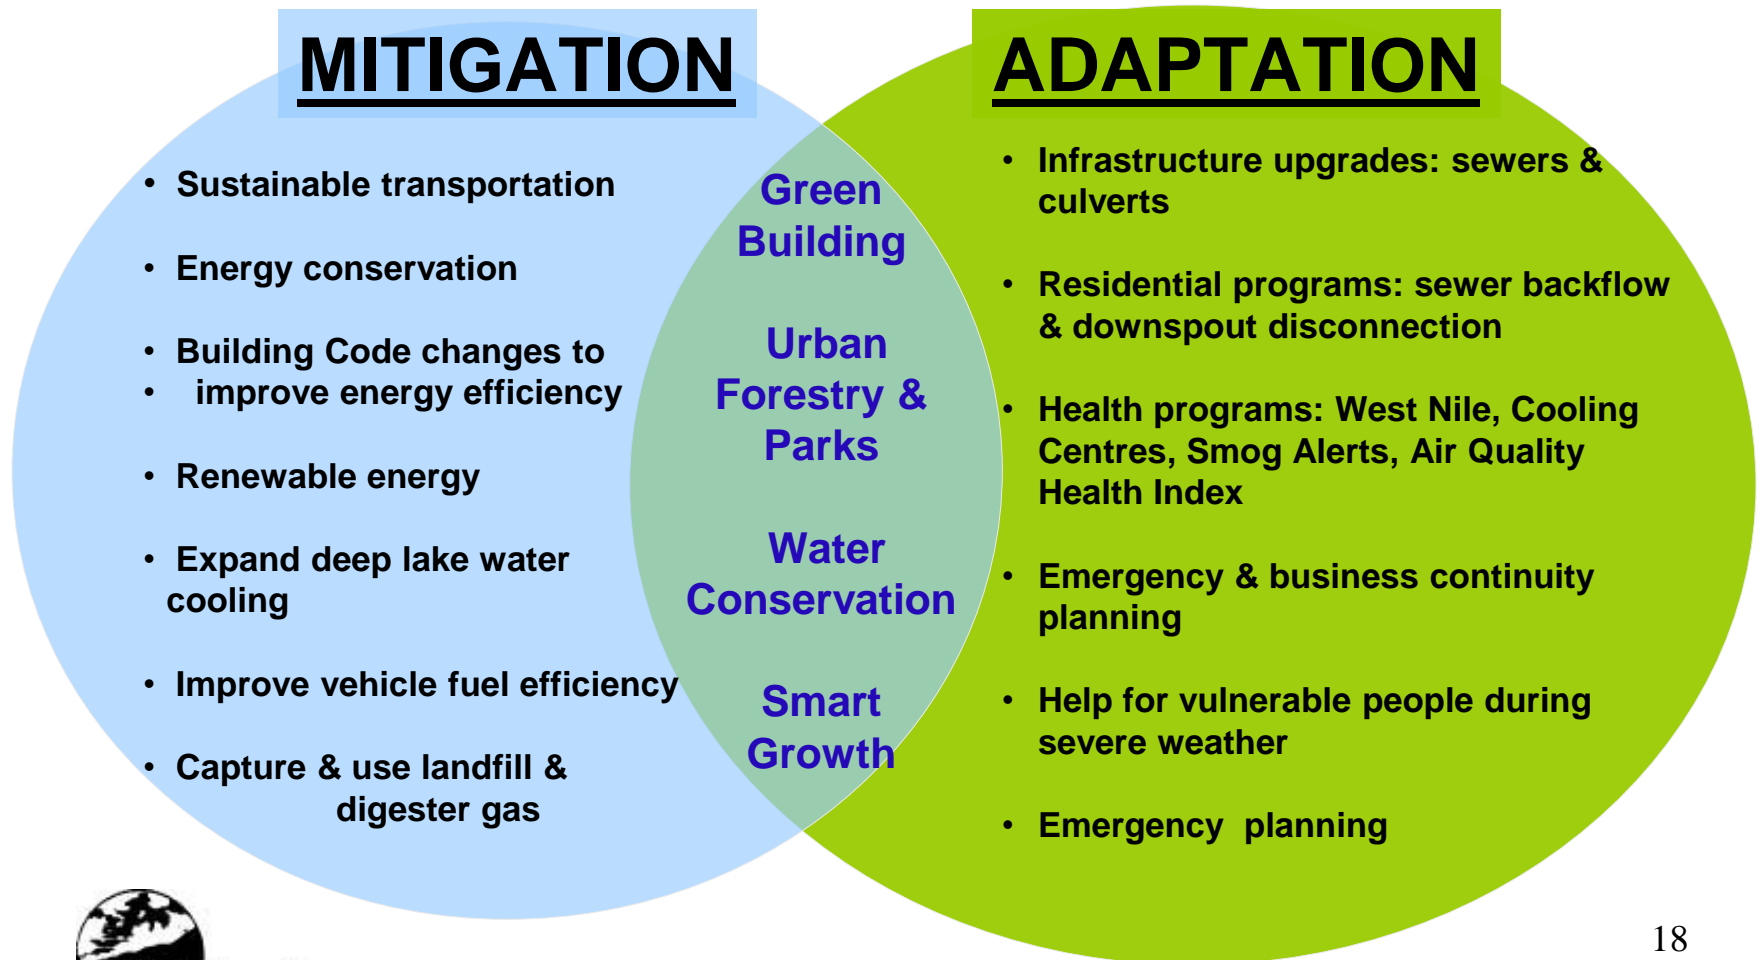 MITIGATION
• Sustainable transportation
• Energy conservation
• Building Code changes to
• improve energy efficiency
• Renewable energy
• Expand deep lake water
cooling
• Improve vehicle fuel efficiency
• Capture & use landfill &
digester gas
Green
Building
Urban
Forestry &
Parks
Water
Conservation
Smart
Growth
ADAPTATION
• Infrastructure upgrades: sewers &
culverts
• Residential programs: sewer backflow
& downspout disconnection
• Health programs: West Nile, Cooling
Centres, Smog Alerts, Air Quality
Health Index
• Emergency & business continuity
planning
• Help for vulnerable people during
severe weather
• Emergency planning
18